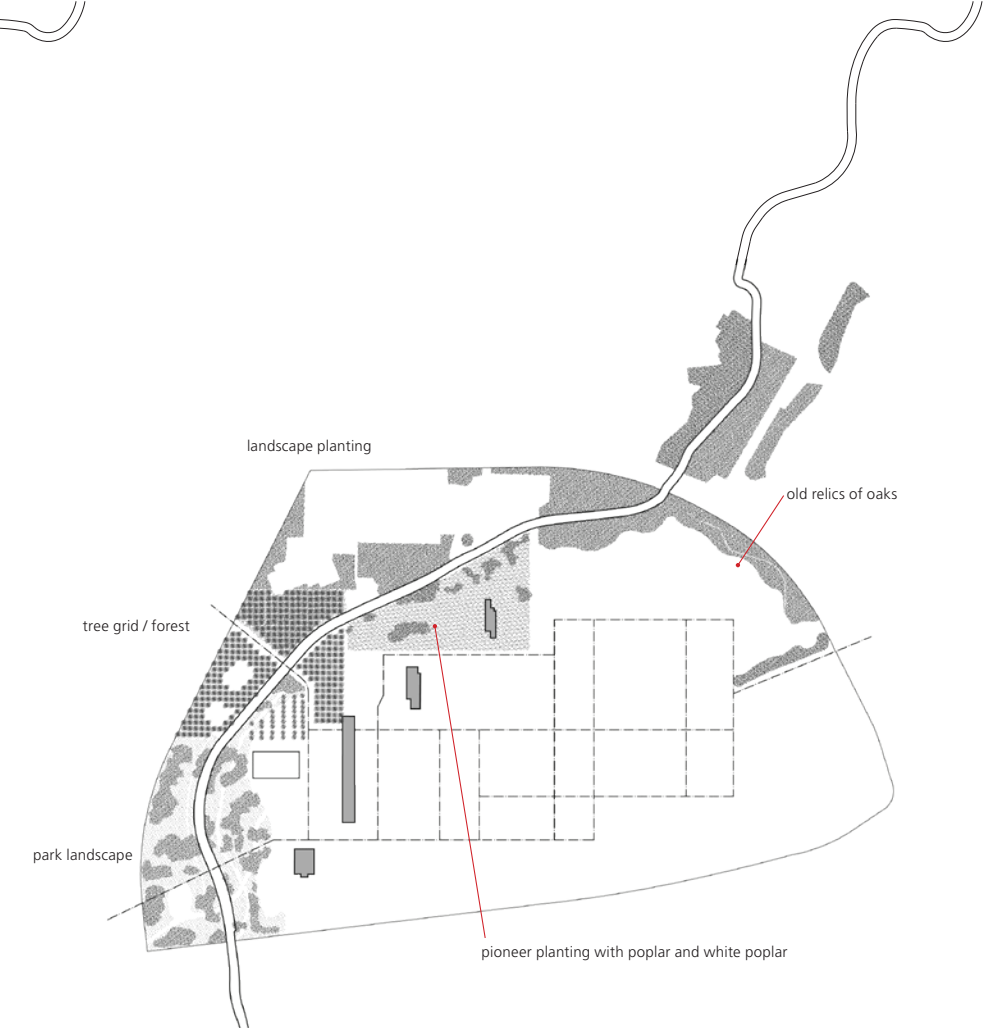 landscape planting
old relics of oaks
tree grid / forest
park landscape
pioneer planting with poplar and white poplar